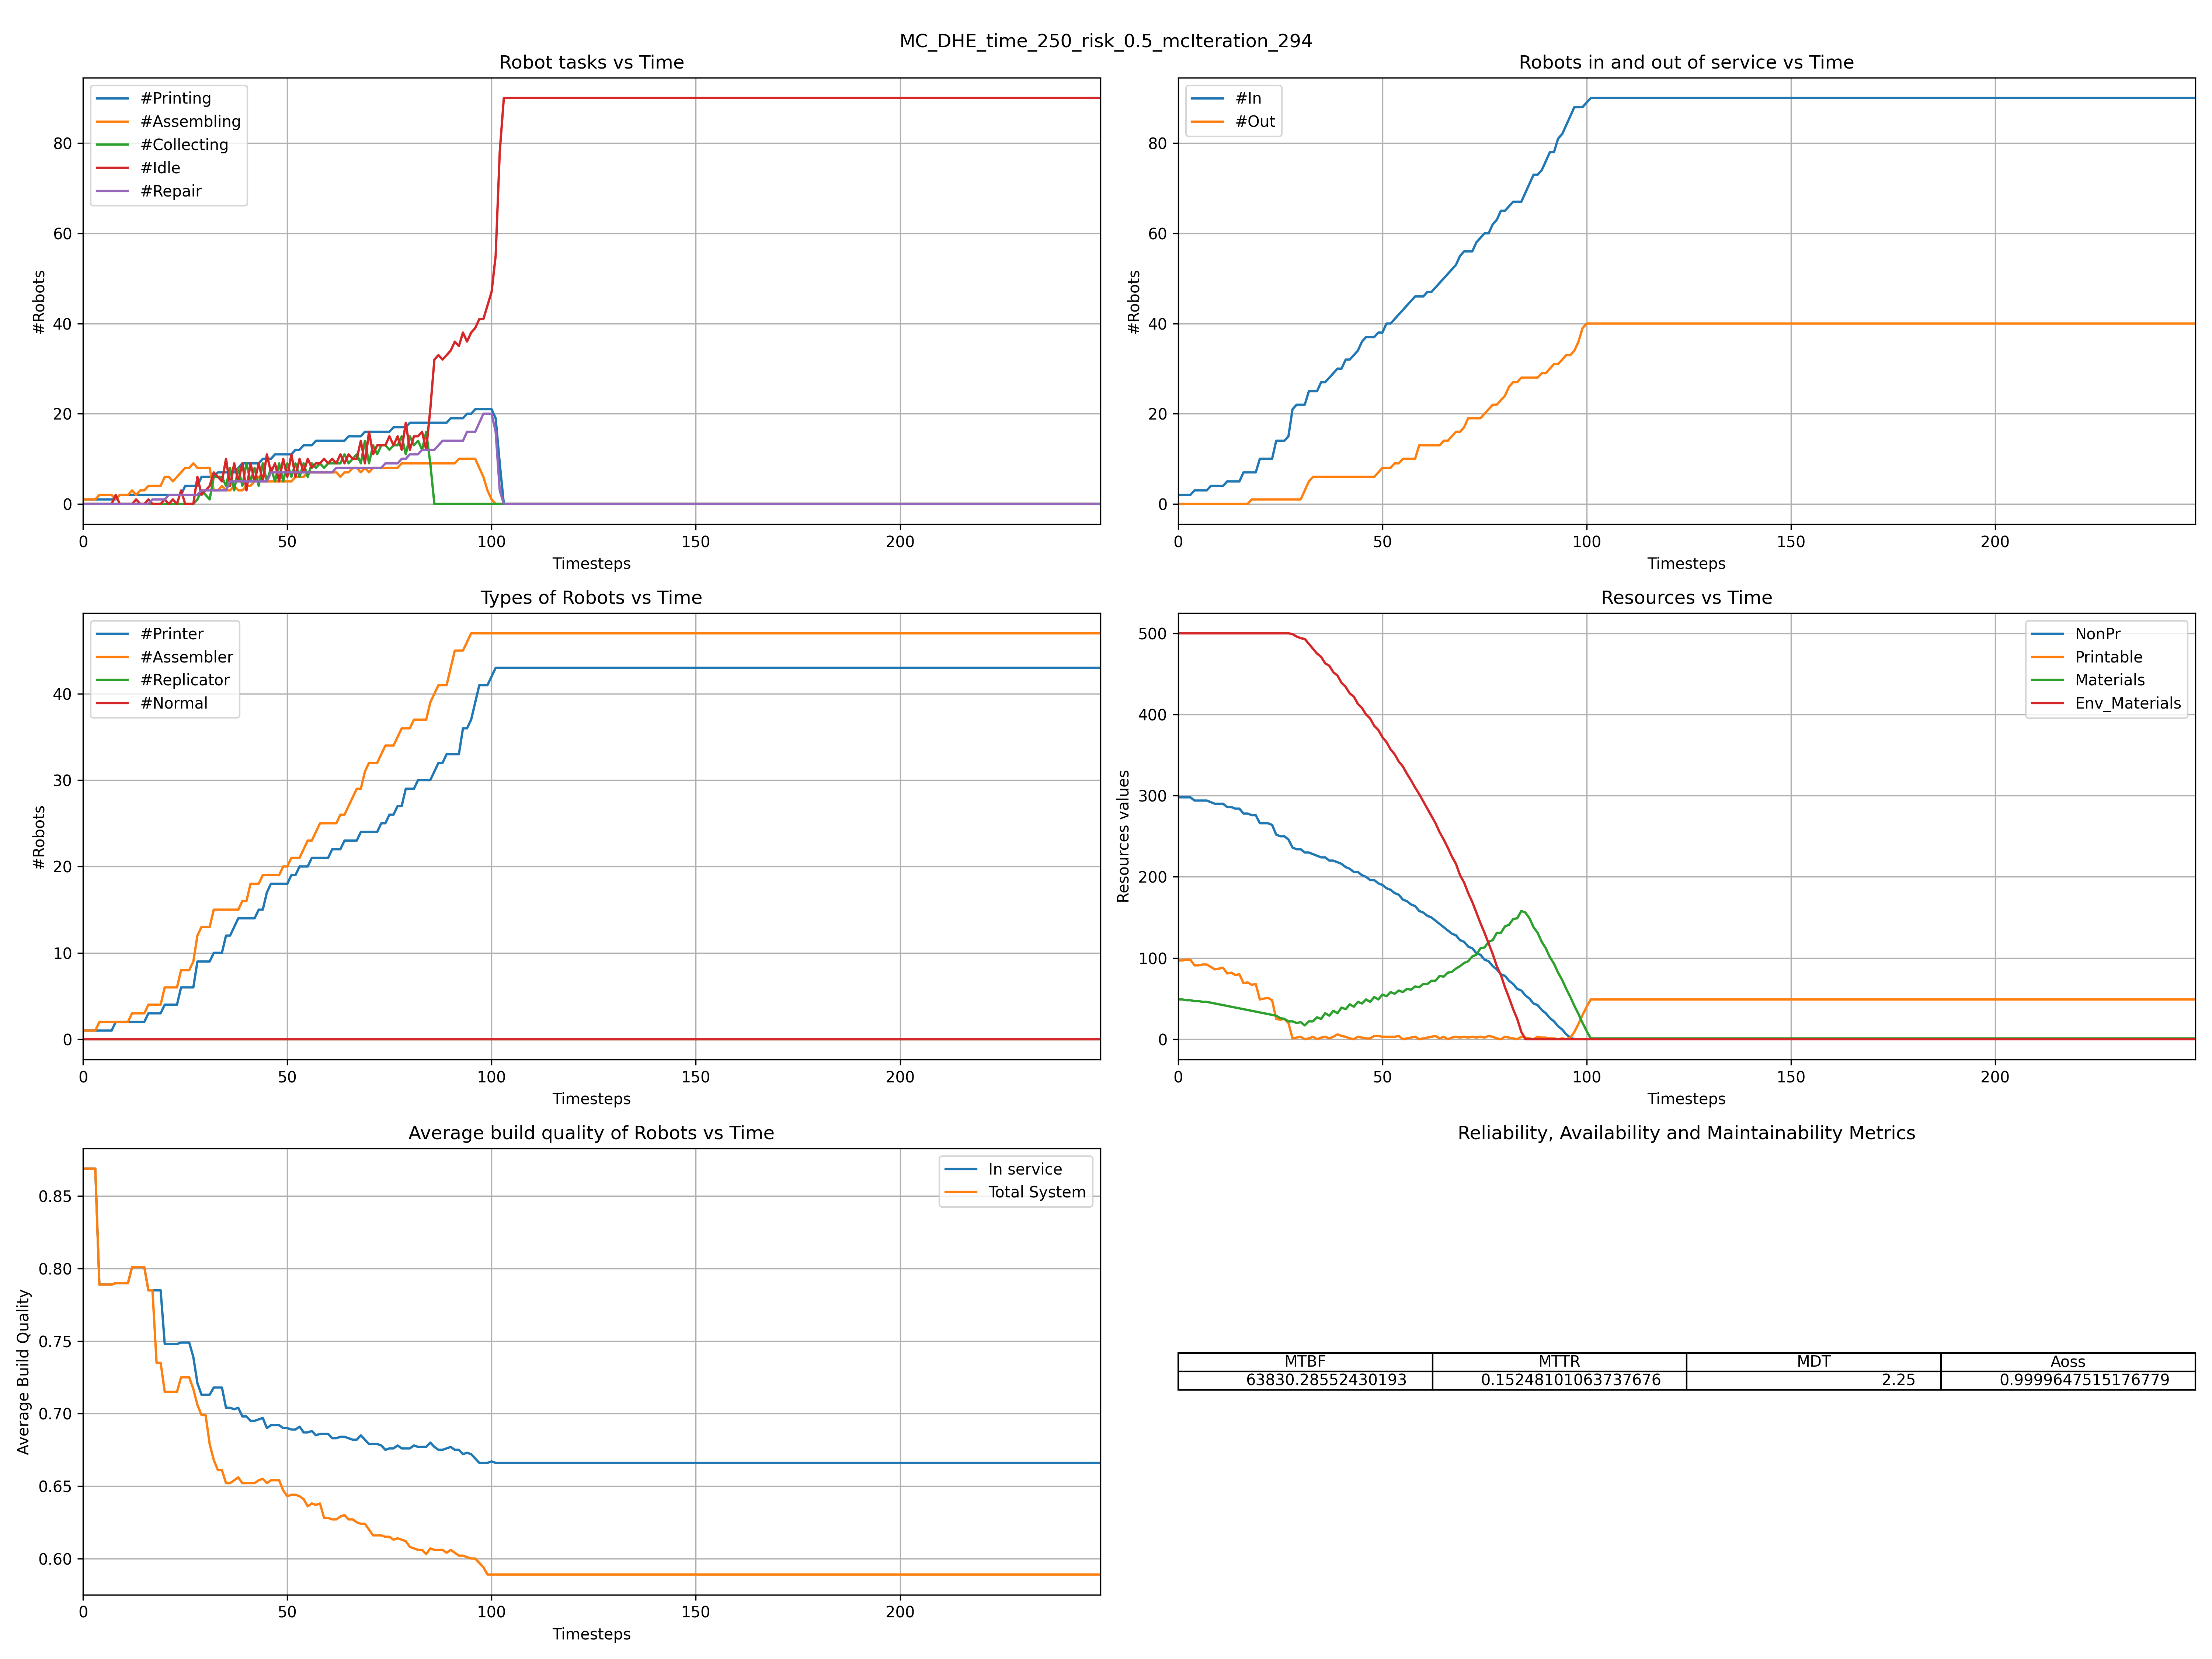 MC_DHE_time_250_risk_0.5_mcIteration_294
Robot tasks vs Time
#Printing
#Assembling
#Collecting
#Idle
#Repair
80
60
40
20
0
#Robots
0 50 100 150 200
Timesteps
Robots in and out of service vs Time
#In
#Out
80
60
40
20
0
#Robots
0 50 100 150 200
Timesteps
Types of Robots vs Time
#Printer
#Assembler
#Replicator
#Normal
40
30
20
10
0
#Robots
0 50 100 150 200
Timesteps
Resources vs Time
NonPr
Printable
Materials
Env_Materials
500
400
300
200
100
0
Resources values
0 50 100 150 200
Timesteps
Average build quality of Robots vs Time
In service
Total System
0.85
0.80
0.75
0.70
0.65
0.60
Average Build Quality
0 50 100 150 200
Timesteps
Reliability, Availability and Maintainability Metrics
MTBF MTTR MDT Aoss
63830.28552430193 0.15248101063737676 2.25 0.9999647515176779